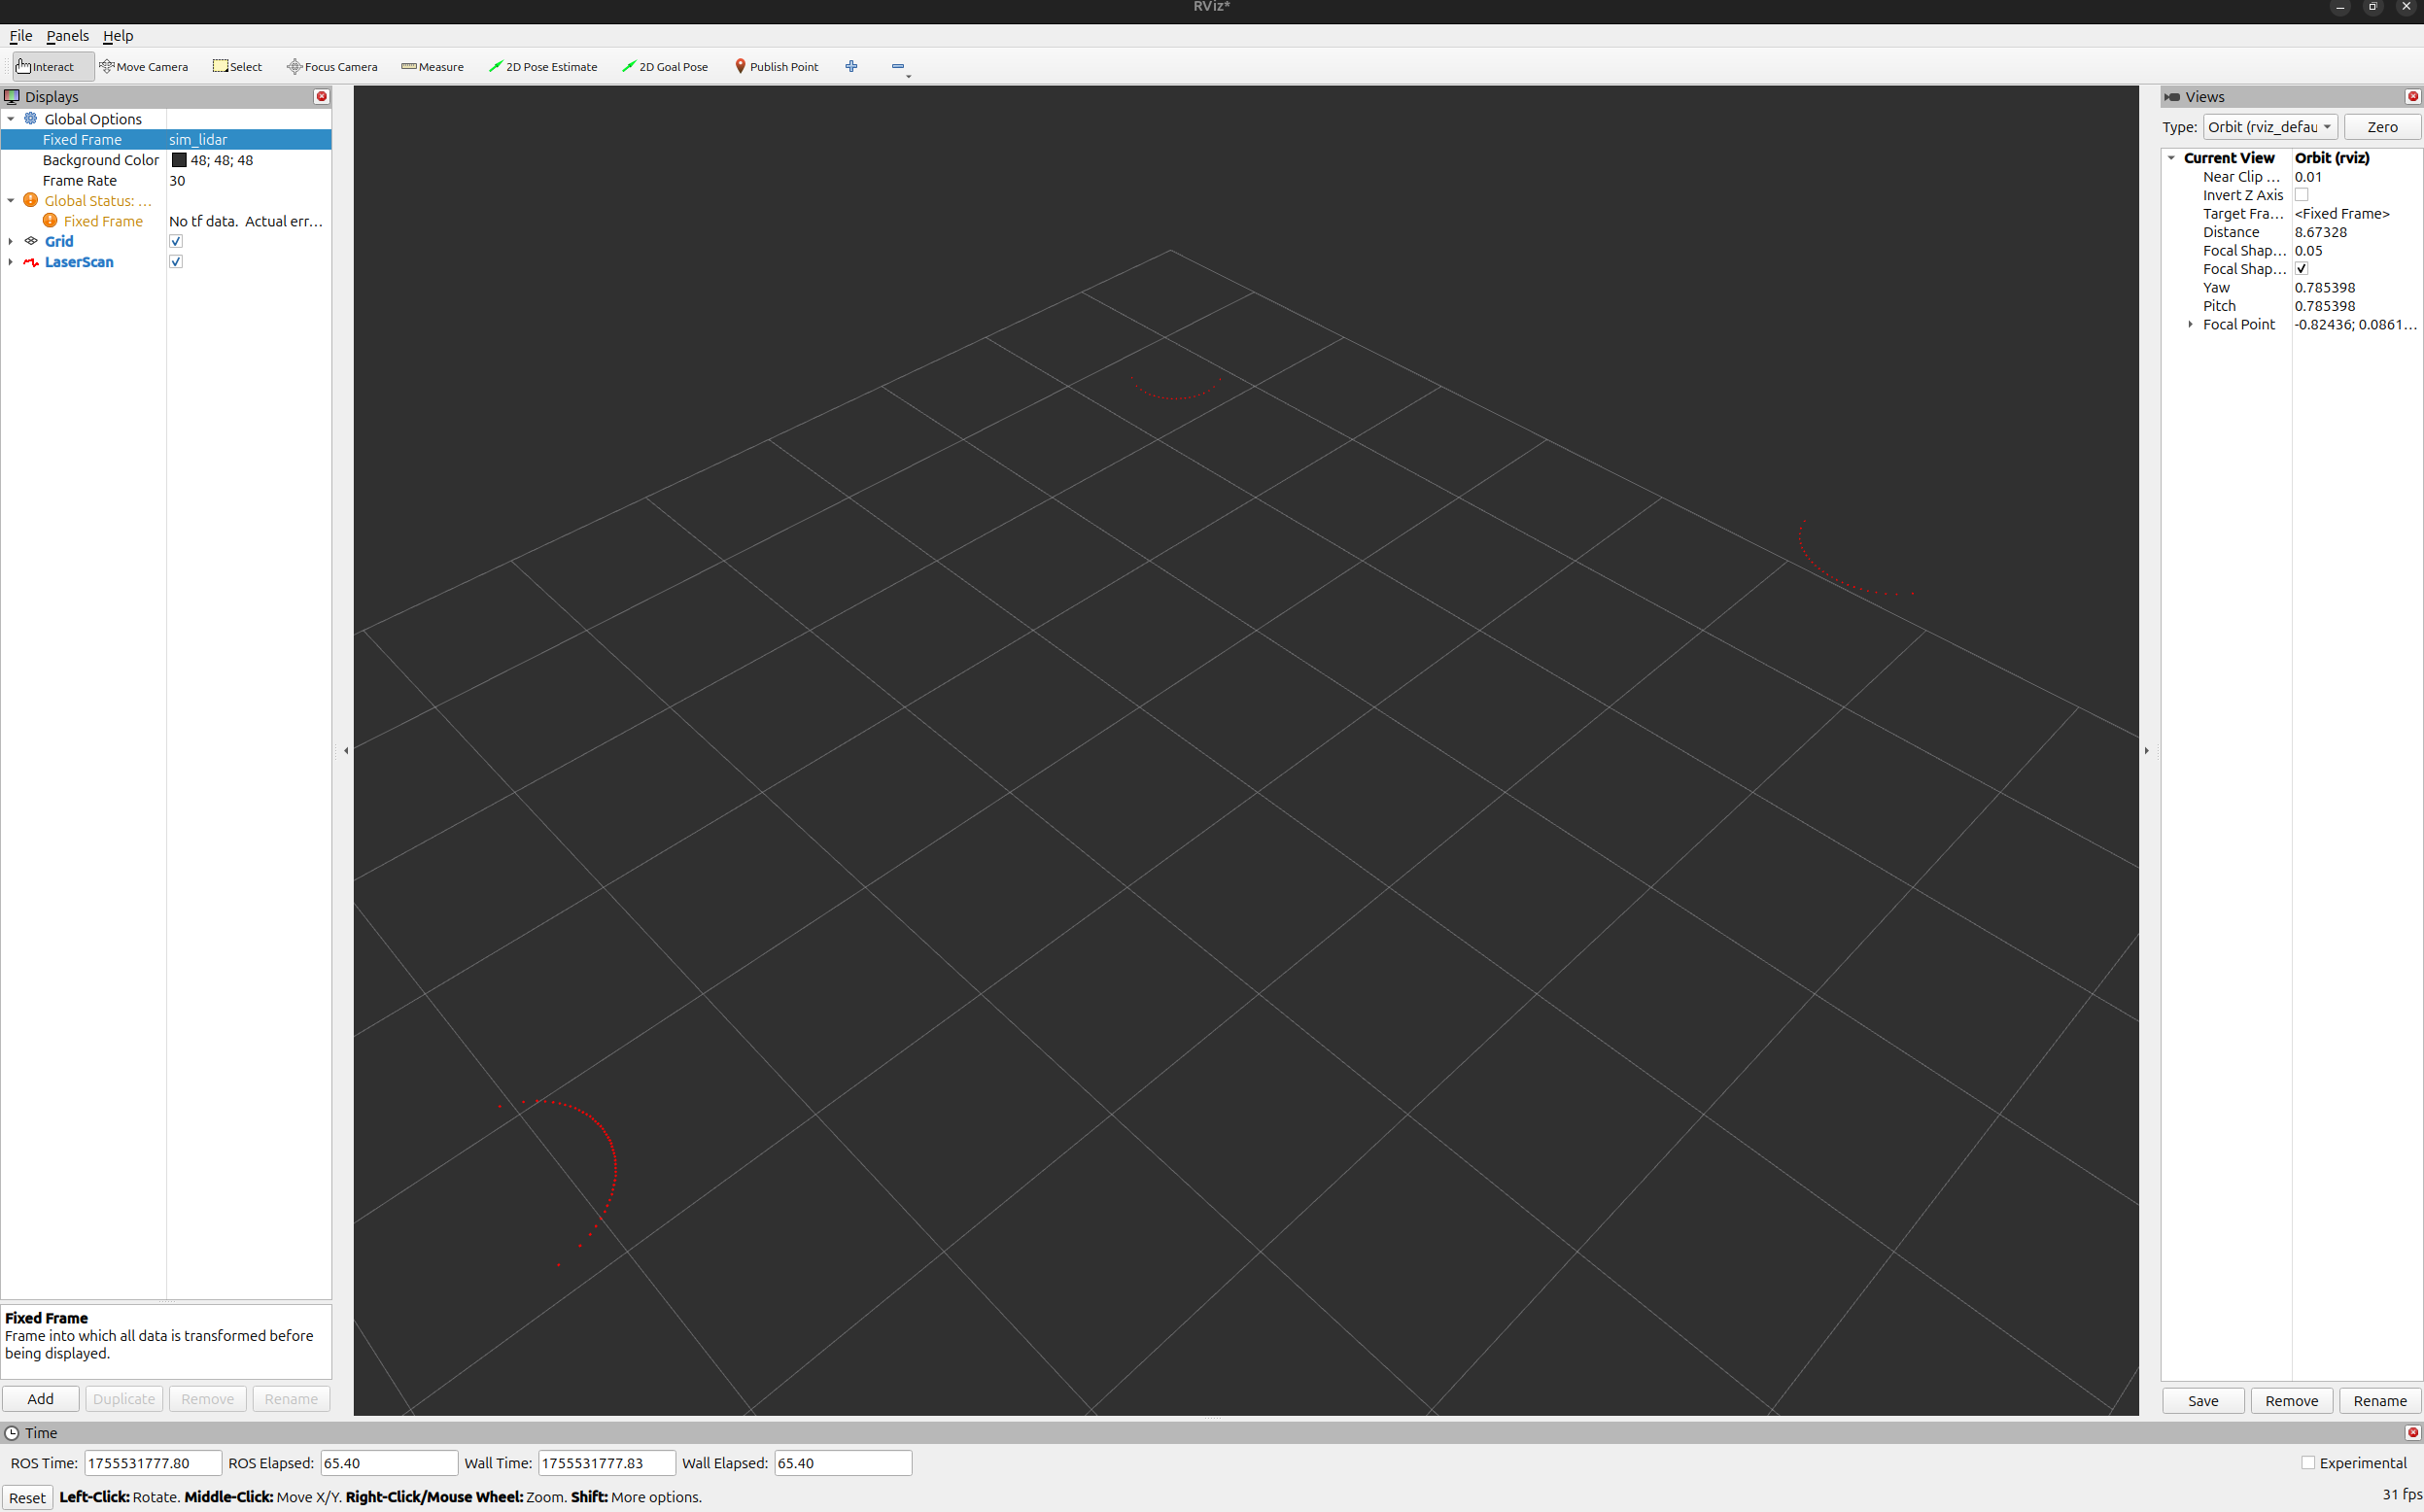 RViz*
File Panels Help
Interact Move Camera Select Focus Camera Measure 2D Pose Estimate 2D Goal Pose Publish Point
Displays
Global Options
Fixed Frame sim_lidar
Background Color 48; 48; 48
Frame Rate 30
Global Status: ...
Fixed Frame No tf data. Actual err...
Grid
LaserScan
Fixed Frame
Frame into which all data is transformed before
being displayed.
Add Duplicate Remove Rename
Views
Type: Orbit (rviz_defau Zero
Current View Orbit (rviz)
Near Clip ... 0.01
Invert Z Axis
Target Fra... <Fixed Frame>
Distance 8.67328
Focal Shap... 0.05
Focal Shap...
Yaw 0.785398
Pitch 0.785398
Focal Point -0.82436; 0.0861...
Save Remove Rename
Time
ROS Time: 1755531777.80 ROS Elapsed: 65.40 Wall Time: 1755531777.83 Wall Elapsed: 65.40 Experimental
Reset Left-Click: Rotate. Middle-Click: Move X/Y. Right-Click/Mouse Wheel: Zoom. Shift: More options. 31 fps